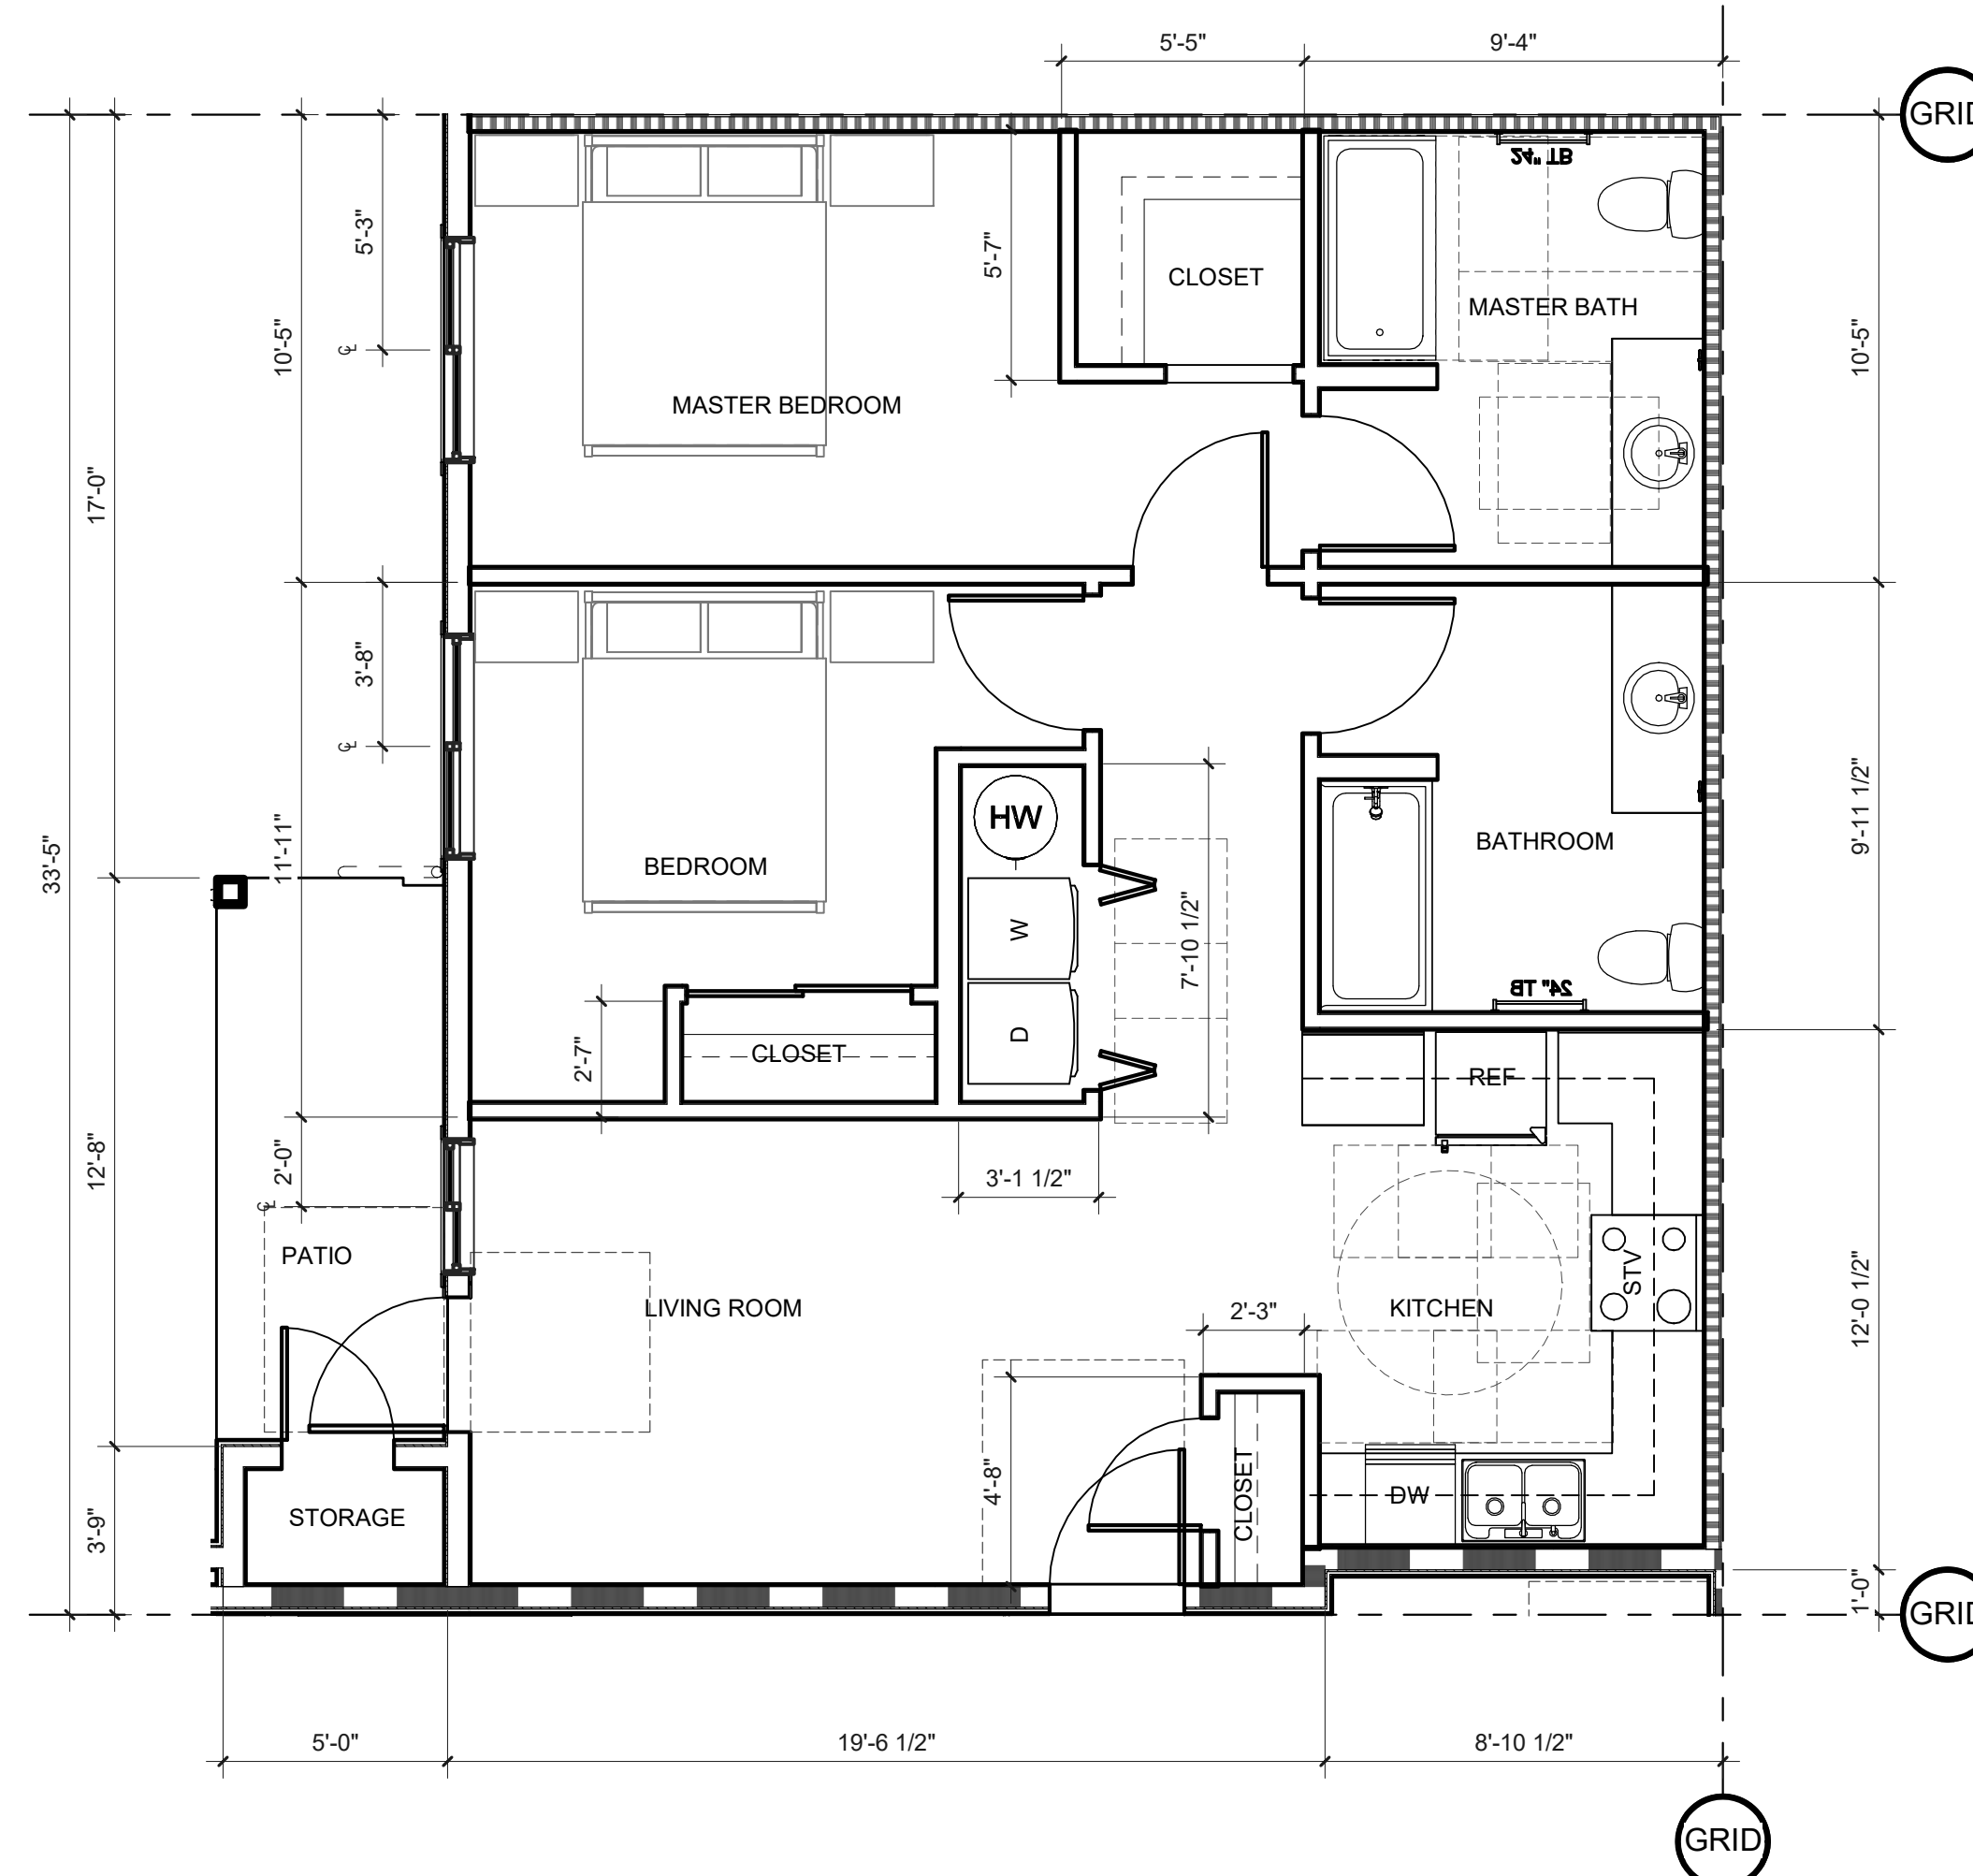 5'-5"
9'-4"
GRID
24" TB
5'-3"
5'-7"
CLOSET
MASTER BATH
10'-5"
10'-5"
℄
MASTER BEDROOM
17'-0"
3'-8"
℄
9'-11 1/2"
HW
33'-5"
11'-11"
BEDROOM
BATHROOM
W
7'-10 1/2"
24" TB
D
2'-7"
CLOSET
REF
12'-8"
2'-0"
3'-1 1/2"
℄
PATIO
STV
12'-0 1/2"
LIVING ROOM
2'-3"
KITCHEN
4'-8"
CLOSET
DW
STORAGE
3'-9"
1'-0"
GRID
5'-0"
19'-6 1/2"
8'-10 1/2"
GRID